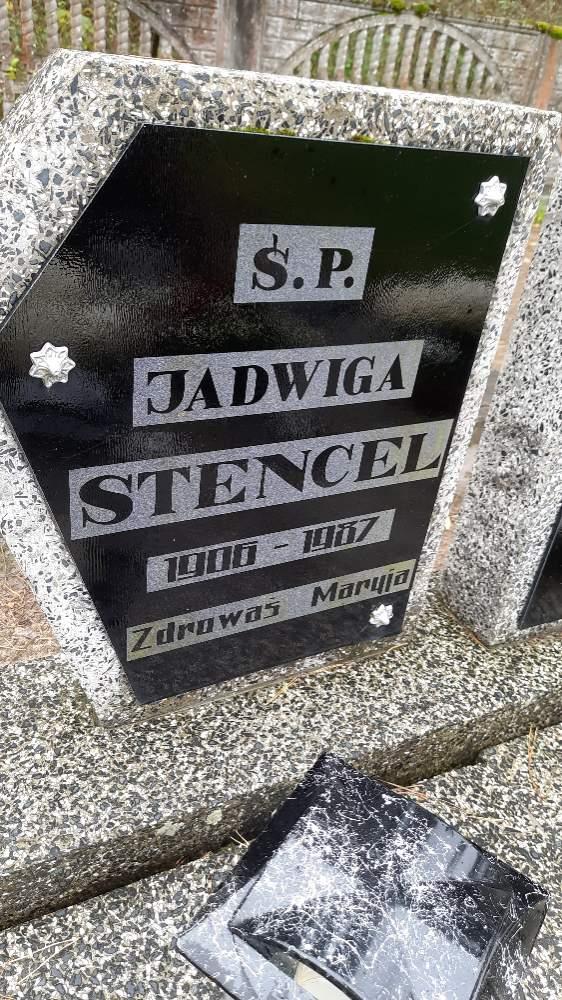 Ś.P.
JADWIGA
STENCEL
1906 - 1987
Zdrowaś Maryja